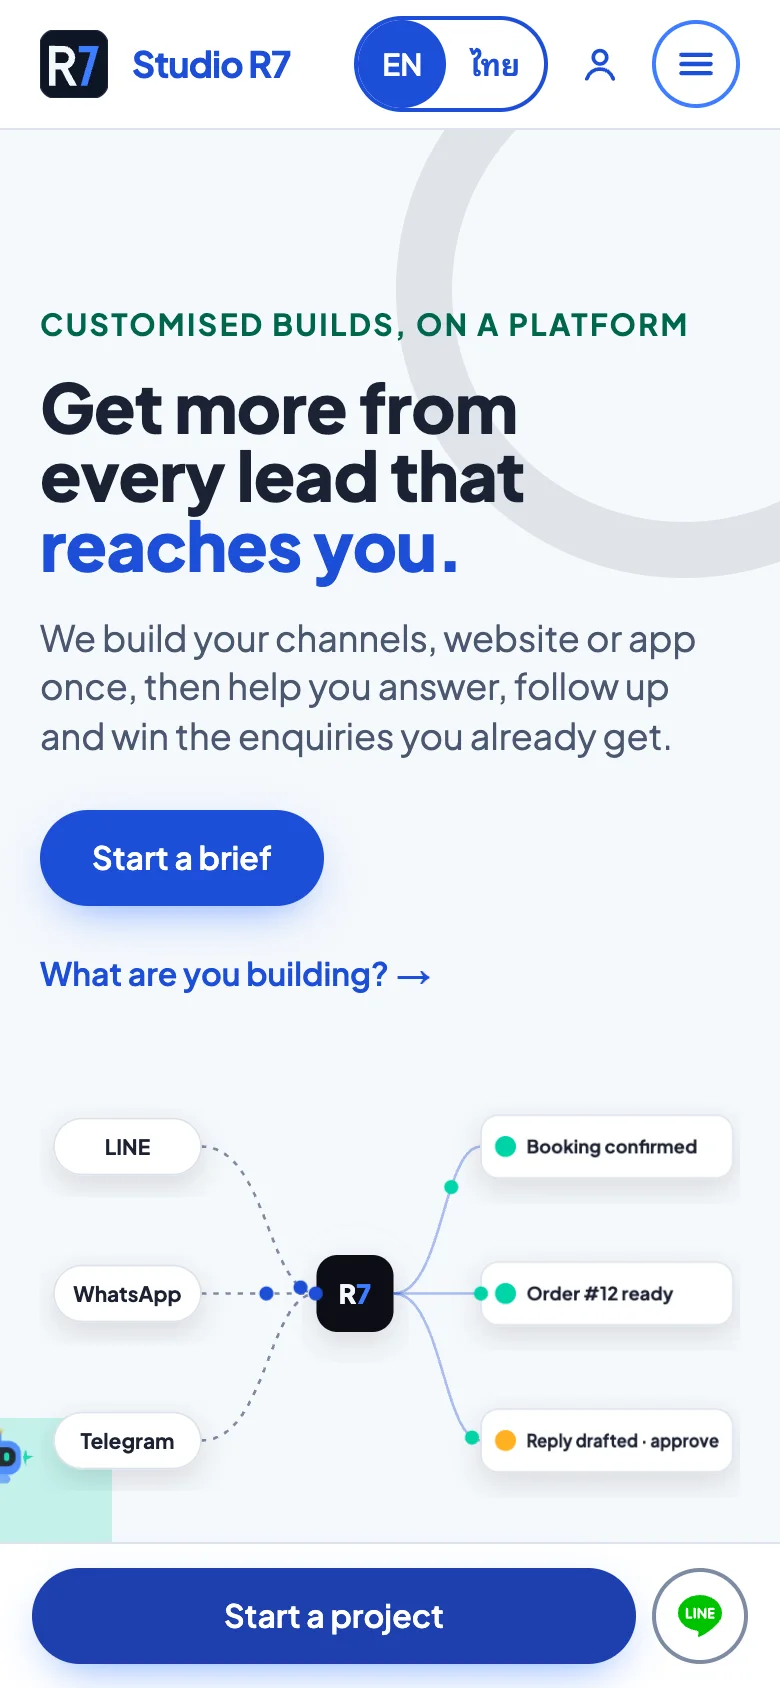 R7 Studio R7 EN ไทย
CUSTOMISED BUILDS, ON A PLATFORM
Get more from
every lead that
reaches you.
We build your channels, website or app
once, then help you answer, follow up
and win the enquiries you already get.
Start a brief
What are you building? →
LINE
Booking confirmed
WhatsApp
R7
Order #12 ready
Telegram
Reply drafted · approve
Start a project
LINE